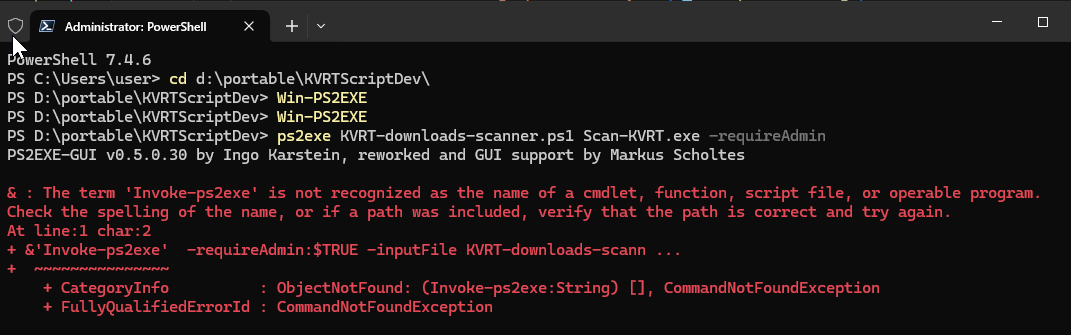 Administrator: PowerShell
PowerShell 7.4.6
PS C:\Users\user> cd d:\portable\KVRTScriptDev\
PS D:\portable\KVRTScriptDev> Win-PS2EXE
PS D:\portable\KVRTScriptDev> Win-PS2EXE
PS D:\portable\KVRTScriptDev> ps2exe KVRT-downloads-scanner.ps1 Scan-KVRT.exe -requireAdmin
PS2EXE-GUI v0.5.0.30 by Ingo Karstein, reworked and GUI support by Markus Scholtes
& : The term 'Invoke-ps2exe' is not recognized as the name of a cmdlet, function, script file, or operable program.
Check the spelling of the name, or if a path was included, verify that the path is correct and try again.
At line:1 char:2
+ &'Invoke-ps2exe'  -requireAdmin:$TRUE -inputFile KVRT-downloads-scann ...
+  ~~~~~~~~~~~~~~~
    + CategoryInfo          : ObjectNotFound: (Invoke-ps2exe:String) [], CommandNotFoundException
    + FullyQualifiedErrorId : CommandNotFoundException